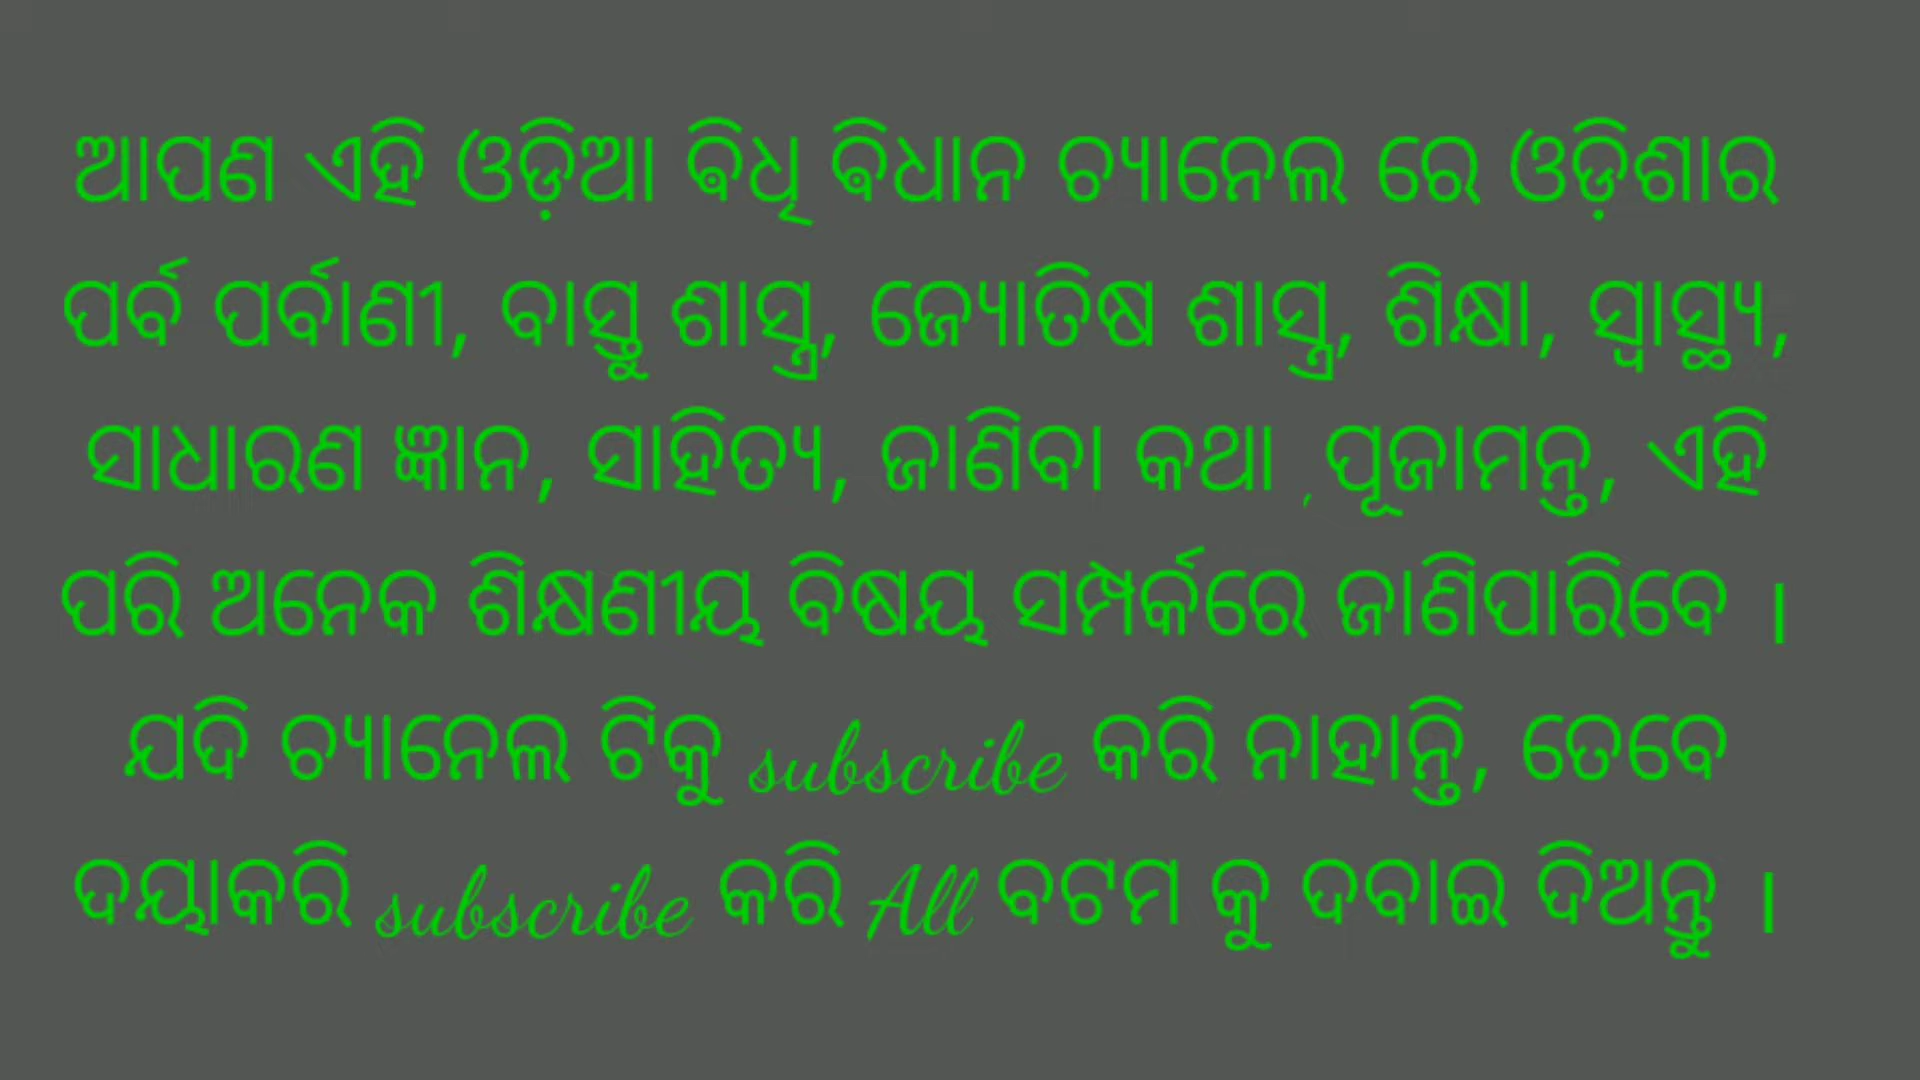 ଆପଣ ଏହି ଓଡ଼ିଆ ଵିଧି ଵିଧାନ ଚ୍ୟାନେଲ ରେ ଓଡ଼ିଶାର
ପର୍ବ ପର୍ବାଣୀ, ବାସ୍ତୁ ଶାସ୍ତ୍ର, ଜ୍ୟୋତିଷ ଶାସ୍ତ୍ର, ଶିକ୍ଷା, ସ୍ୱାସ୍ଥ୍ୟ,
ସାଧାରଣ ଜ୍ଞାନ, ସାହିତ୍ୟ, ଜାଣିବା କଥା , ପୂଜାମନ୍ତ, ଏହି
ପରି ଅନେକ ଶିକ୍ଷଣୀୟ ବିଷୟ ସମ୍ପର୍କରେ ଜାଣିପାରିବେ ।
ଯଦି ଚ୍ୟାନେଲ ଟିକୁ subscribe କରି ନାହାନ୍ତି, ତେବେ
ଦୟାକରି subscribe କରି All ବଟମ କୁ ଦବାଇ ଦିଅନ୍ତୁ ।